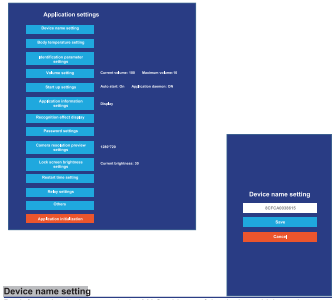 Application settings
Device name setting
Body temperature setting
Identification parameter
settings
Volume setting
Current volume: 100 Maximum volume:15
Start up settings
Auto start: On Application daemon: ON
Application information
settings
Display
Recognition effect display
Password settings
Camera resolution preview
settings
1280*720
Lock screen brightness
settings
Current brightness: 20
Restart time setting
Relay settings
Others
Application initialization
Device name setting
Save
Cancel
Device name setting